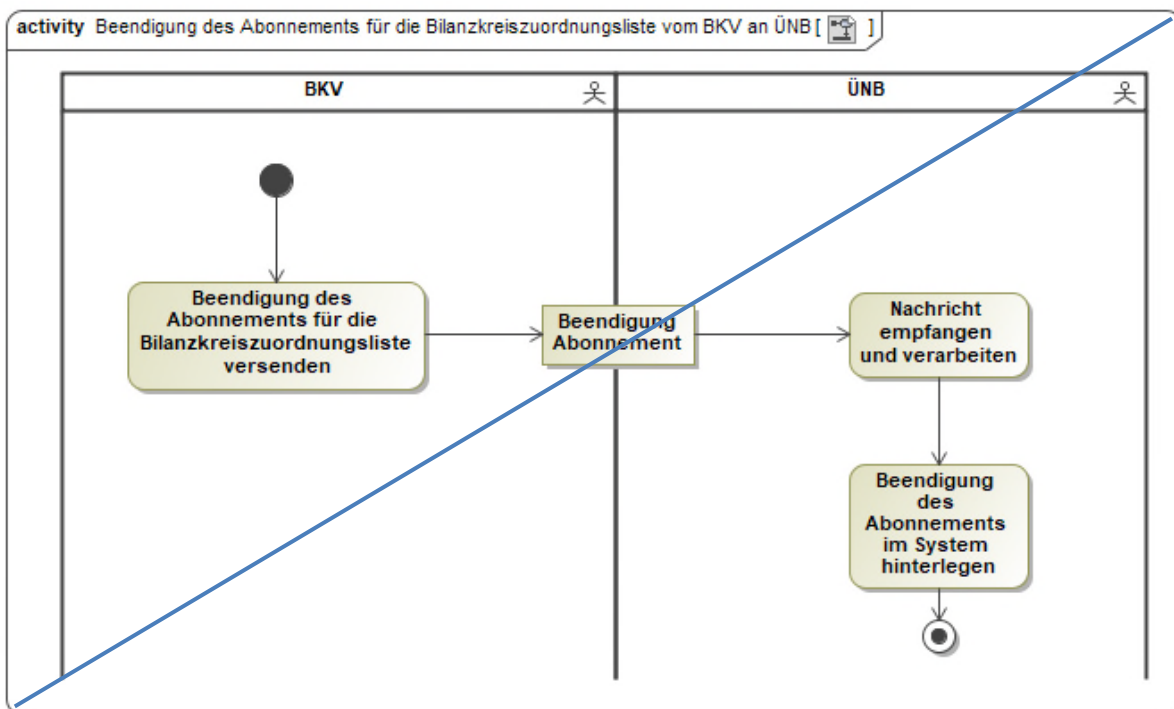 activity Beendigung des Abonnements für die Bilanzkreiszuordnungsliste vom BKV an ÜNB [ ]
BKV
ÜNB
Beendigung des
Abonnements für die
Bilanzkreiszuordnungsliste
versenden
Beendigung
Abonnement
Nachricht
empfangen
und verarbeiten
Beendigung
des
Abonnements
im System
hinterlegen